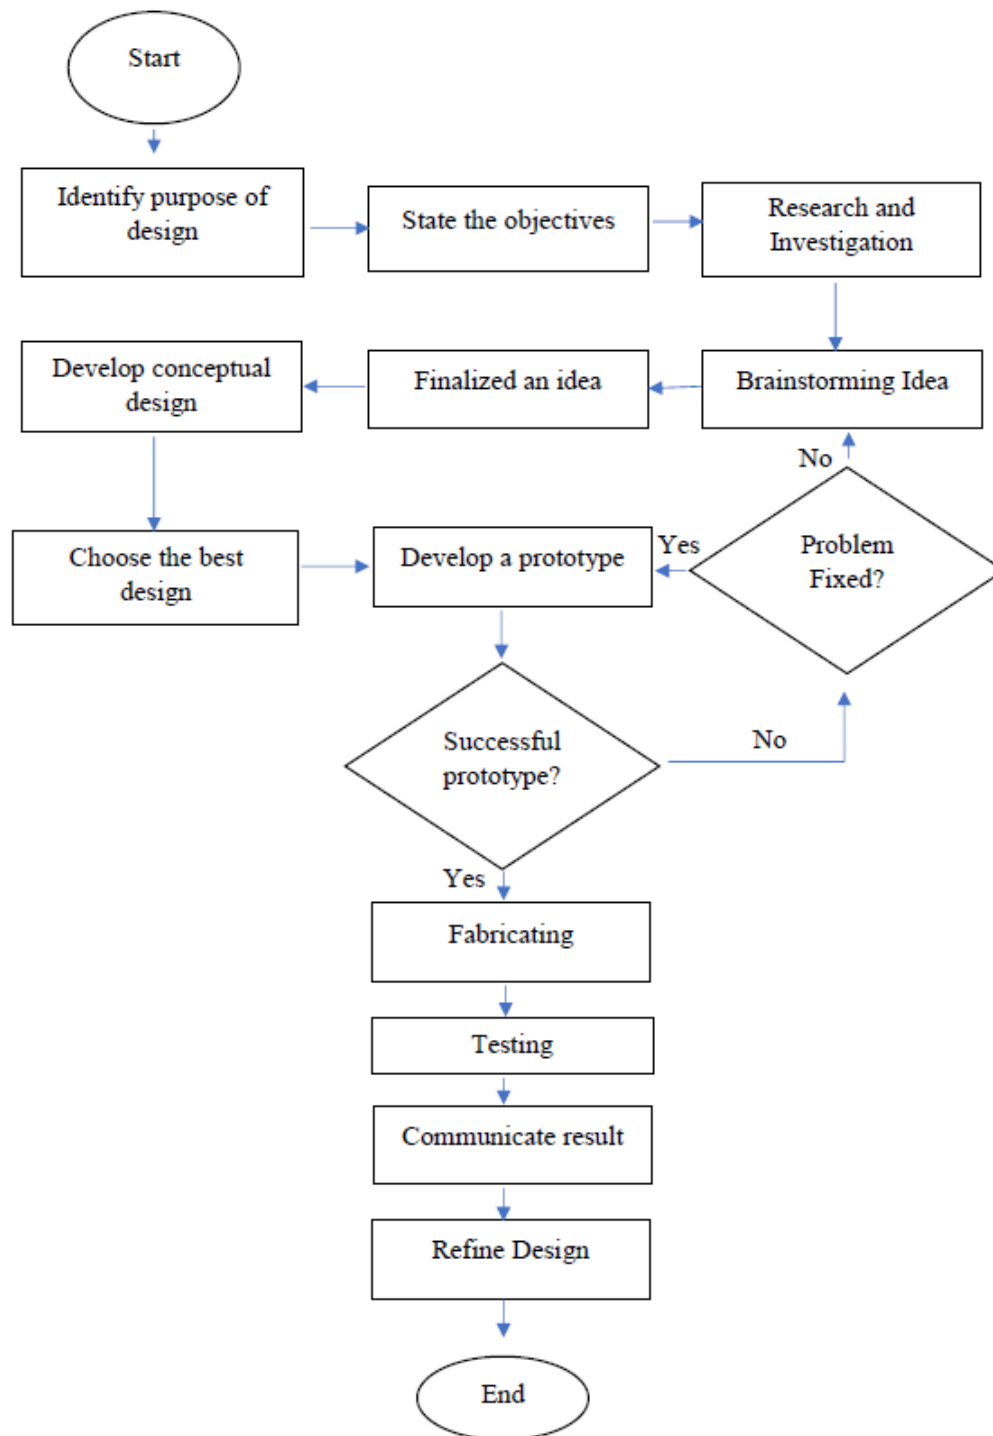 Start
Identify purpose of
design
State the objectives
Research and
Investigation
Brainstorming Idea
Finalized an idea
Develop conceptual
design
Choose the best
design
Develop a prototype
Yes
No
Problem
Fixed?
Successful
prototype?
No
Yes
Fabricating
Testing
Communicate result
Refine Design
End